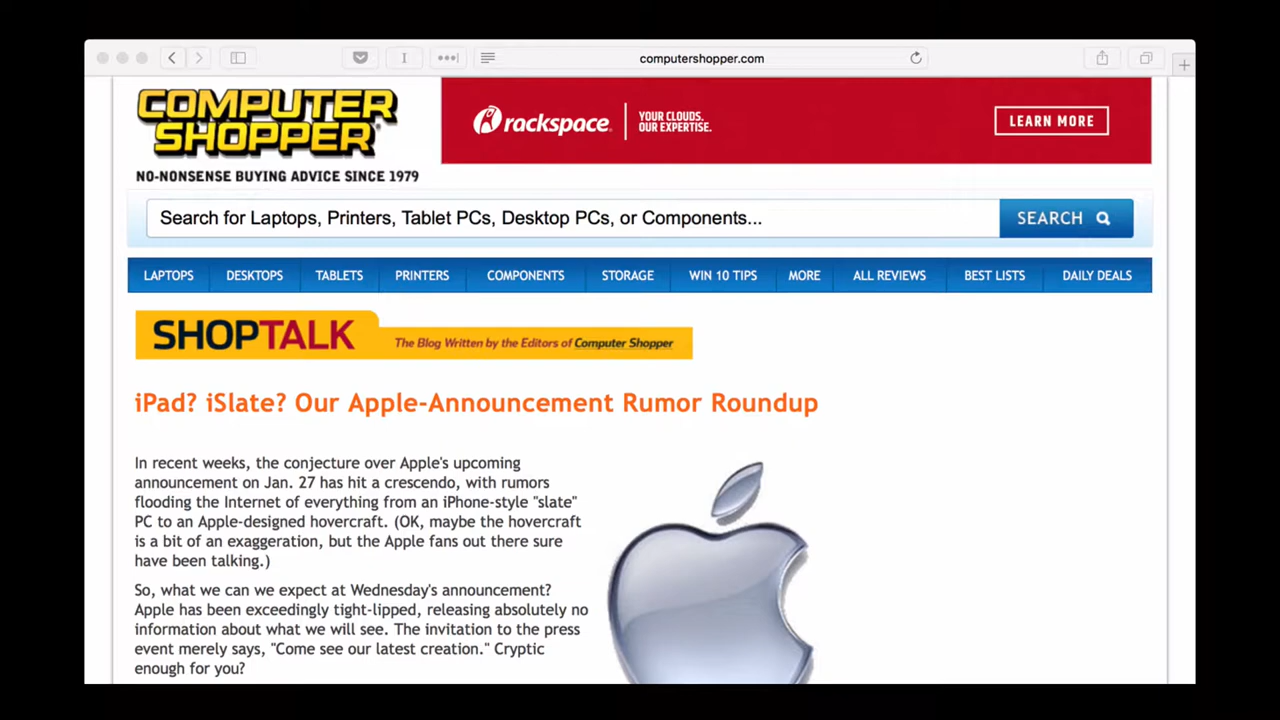 computershopper.com
COMPUTER
SHOPPER
NO-NONSENSE BUYING ADVICE SINCE 1979
rackspace.
YOUR CLOUDS.
OUR EXPERTISE.
LEARN MORE
Search for Laptops, Printers, Tablet PCs, Desktop PCs, or Components...
SEARCH
LAPTOPS DESKTOPS TABLETS PRINTERS COMPONENTS STORAGE WIN 10 TIPS MORE ALL REVIEWS BEST LISTS DAILY DEALS
SHOPTALK The Blog Written by the Editors of Computer Shopper
iPad? iSlate? Our Apple-Announcement Rumor Roundup
In recent weeks, the conjecture over Apple's upcoming
announcement on Jan. 27 has hit a crescendo, with rumors
flooding the Internet of everything from an iPhone-style "slate"
PC to an Apple-designed hovercraft. (OK, maybe the hovercraft
is a bit of an exaggeration, but the Apple fans out there sure
have been talking.)
So, what we can we expect at Wednesday's announcement?
Apple has been exceedingly tight-lipped, releasing absolutely no
information about what we will see. The invitation to the press
event merely says, "Come see our latest creation." Cryptic
enough for you?